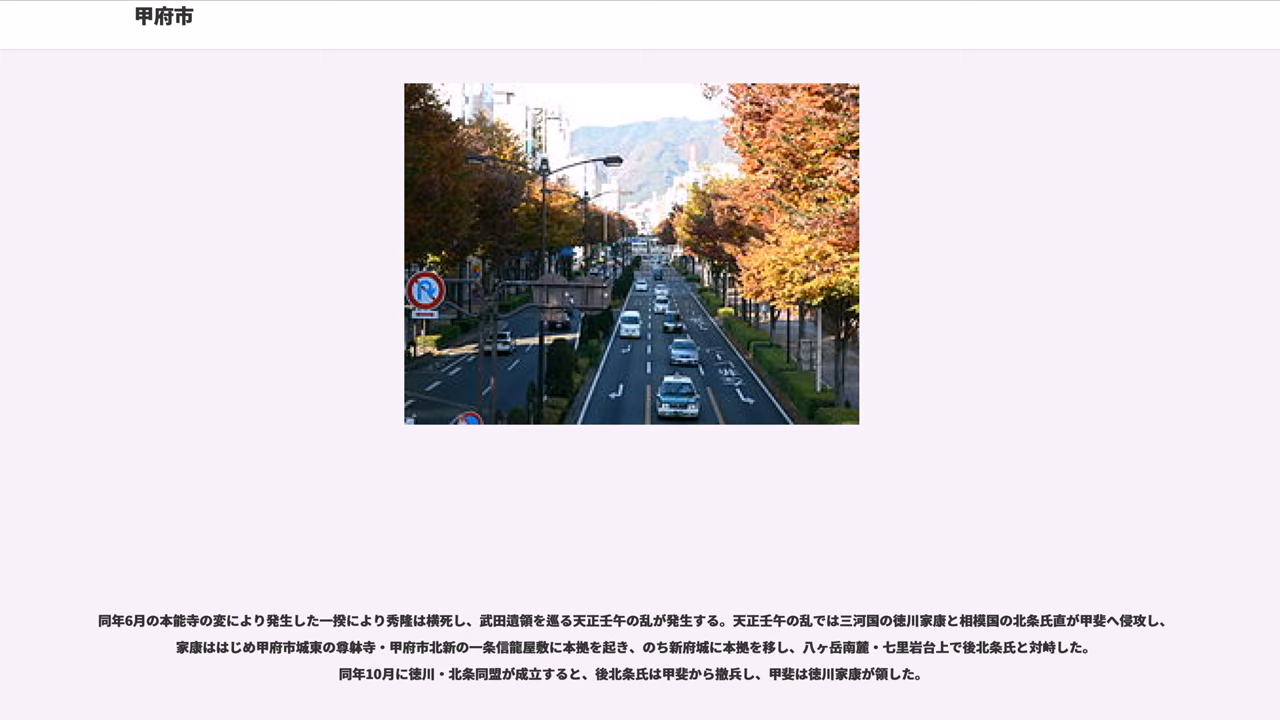 甲府市
同年6月の本能寺の変により発生した一揆により秀隆は横死し、武田遺領を巡る天正壬午の乱が発生する。天正壬午の乱では三河国の徳川家康と相模国の北条氏直が甲斐へ侵攻し、
家康ははじめ甲府市城東の尊躰寺・甲府市北新の一条信龍屋敷に本拠を起き、のち新府城に本拠を移し、八ヶ岳南麓・七里岩台上で後北条氏と対峙した。
同年10月に徳川・北条同盟が成立すると、後北条氏は甲斐から撤兵し、甲斐は徳川家康が領した。